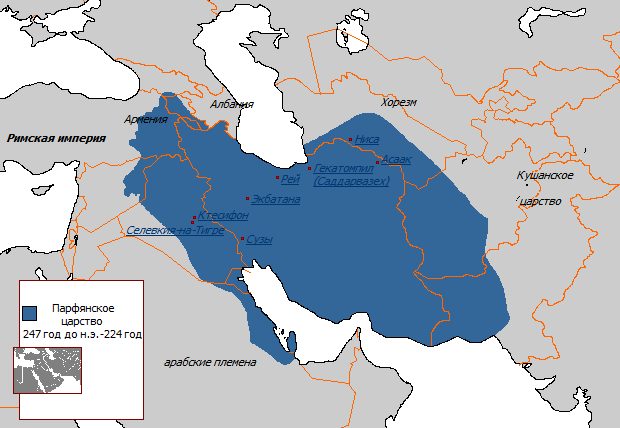 Хорезм
Албания
Армения
Римская империя
Ниса
Асаак
Гекатомпил
(Саддарвазех)
Рей
Кушанское
царство
Экбатана
Ктесифон
Селевкия-на-Тигре
Сузы
Парфянское
царство
247 год до н.э.-224 год
арабские племена